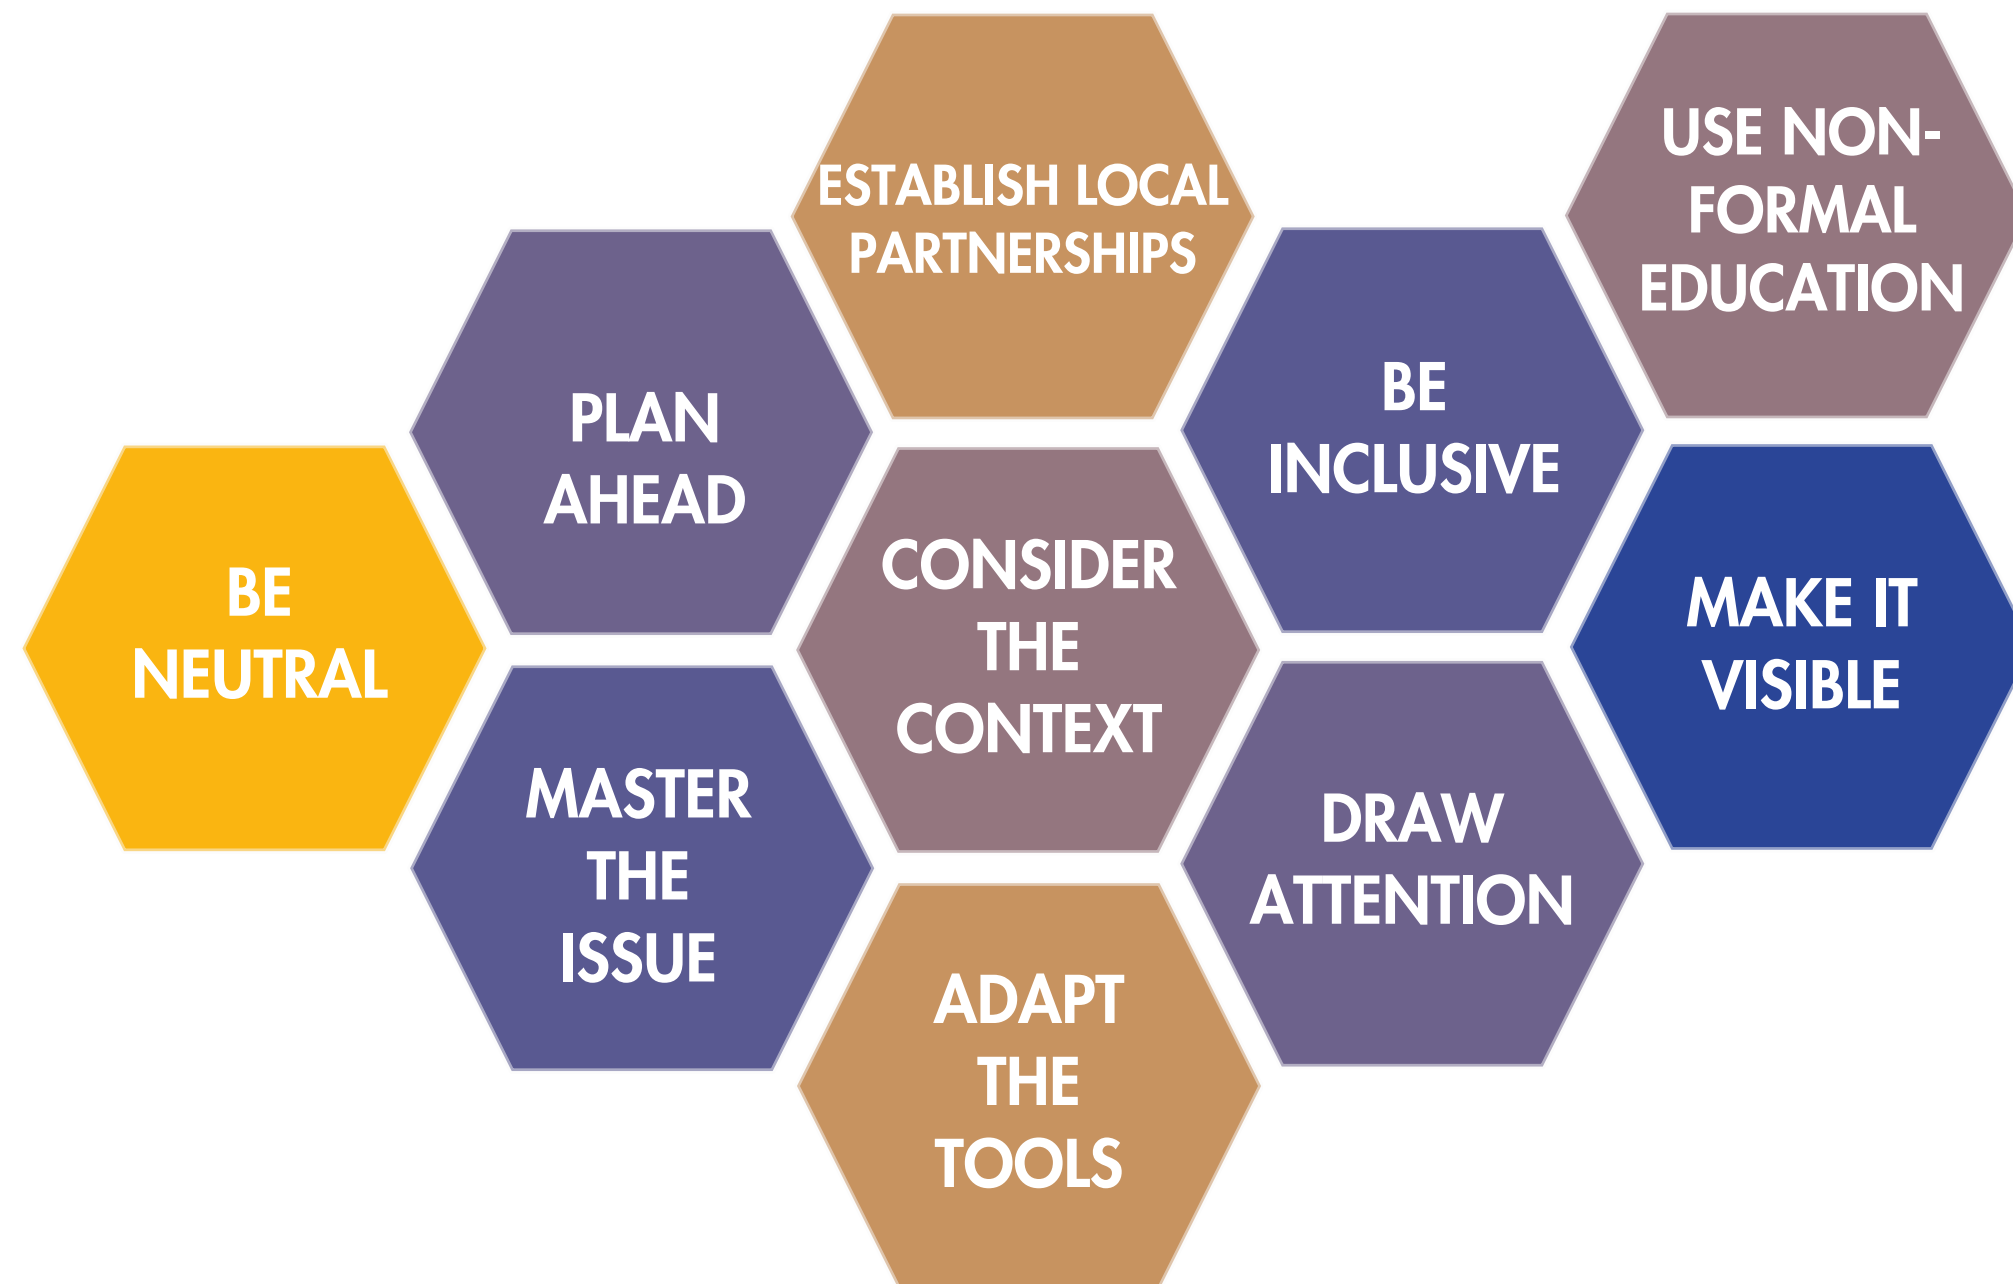 BE
NEUTRAL
PLAN
AHEAD
MASTER
THE
ISSUE
ESTABLISH LOCAL
PARTNERSHIPS
CONSIDER
THE
CONTEXT
ADAPT
THE
TOOLS
BE
INCLUSIVE
DRAW
ATTENTION
USE NON-
FORMAL
EDUCATION
MAKE IT
VISIBLE